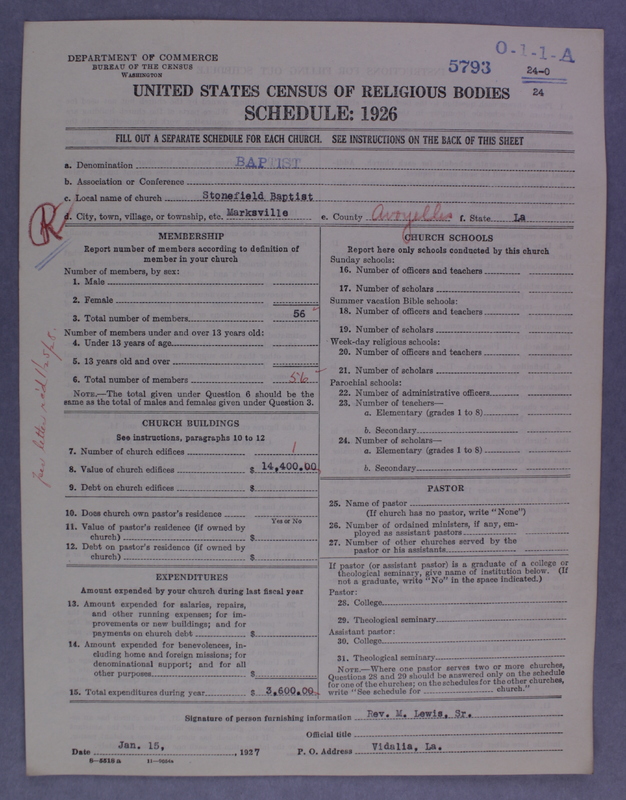 O-1-1-A
DEPARTMENT OF COMMERCE
BUREAU OF THE CENSUS
WASHINGTON
5793
24-0
24
UNITED STATES CENSUS OF RELIGIOUS BODIES
SCHEDULE: 1926
FILL OUT A SEPARATE SCHEDULE FOR EACH CHURCH. SEE INSTRUCTIONS ON THE BACK OF THIS SHEET
a. Denomination BAPTIST
b. Association or Conference
c. Local name of church Stonefield Baptist
d. City, town, village, or township, etc. Marksville e. County Avoyelles f. State La
R
MEMBERSHIP
Report number of members according to definition of
member in your church
Number of members, by sex:
1. Male
2. Female
3. Total number of members 56
Number of members under and over 13 years old:
4. Under 13 years of age
5. 13 years old and over
6. Total number of members 56
NOTE.—The total given under Question 6 should be the
same as the total of males and females given under Question 3.
CHURCH BUILDINGS
See instructions, paragraphs 10 to 12
7. Number of church edifices 1
8. Value of church edifices $ 14,400.00
9. Debt on church edifices $
10. Does church own pastor's residence
Yes or No
11. Value of pastor's residence (if owned by
church) $
12. Debt on pastor's residence (if owned by
church) $
EXPENDITURES
Amount expended by your church during last fiscal year
13. Amount expended for salaries, repairs,
and other running expenses; for im-
provements or new buildings; and for
payments on church debt $
14. Amount expended for benevolences, in-
cluding home and foreign missions; for
denominational support; and for all
other purposes $
15. Total expenditures during year $ 3,600.00
CHURCH SCHOOLS
Report here only schools conducted by this church
Sunday schools:
16. Number of officers and teachers
17. Number of scholars
Summer vacation Bible schools:
18. Number of officers and teachers
19. Number of scholars
Week-day religious schools:
20. Number of officers and teachers
21. Number of scholars
Parochial schools:
22. Number of administrative officers
23. Number of teachers—
a. Elementary (grades 1 to 8)
b. Secondary
24. Number of scholars—
a. Elementary (grades 1 to 8)
b. Secondary
PASTOR
25. Name of pastor
(If church has no pastor, write "None")
26. Number of ordained ministers, if any, em-
ployed as assistant pastors
27. Number of other churches served by the
pastor or his assistants
If pastor (or assistant pastor) is a graduate of a college or
theological seminary, give name of institution below. (If
not a graduate, write "No" in the space indicated.)
Pastor:
28. College
29. Theological seminary
Assistant pastor:
30. College
31. Theological seminary
NOTE.—Where one pastor serves two or more churches,
Questions 28 and 29 should be answered only on the schedule
for one of the churches; on the schedules for the other churches,
write "See schedule for church."
Signature of person furnishing information Rev. M. Lewis, Sr.
Official title
Date Jan. 15, , 1927 P. O. Address Vidalia, La.
8-5518 a